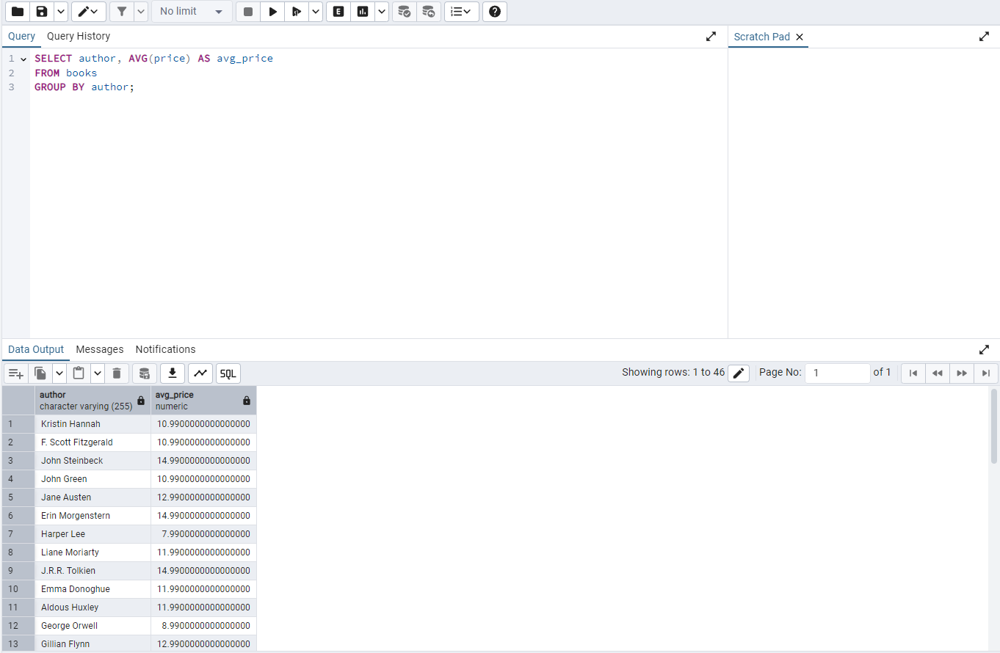 No limit
E
Query Query History
Scratch Pad
1 SELECT author, AVG(price) AS avg_price
2 FROM books
3 GROUP BY author;
Data Output Messages Notifications
SQL Showing rows: 1 to 46 Page No: 1 of 1
author avg_price
character varying (255) numeric
1 Kristin Hannah 10.9900000000000000
2 F. Scott Fitzgerald 10.9900000000000000
3 John Steinbeck 14.9900000000000000
4 John Green 10.9900000000000000
5 Jane Austen 12.9900000000000000
6 Erin Morgenstern 14.9900000000000000
7 Harper Lee 7.9900000000000000
8 Liane Moriarty 11.9900000000000000
9 J.R.R. Tolkien 14.9900000000000000
10 Emma Donoghue 11.9900000000000000
11 Aldous Huxley 11.9900000000000000
12 George Orwell 8.9900000000000000
13 Gillian Flynn 12.9900000000000000